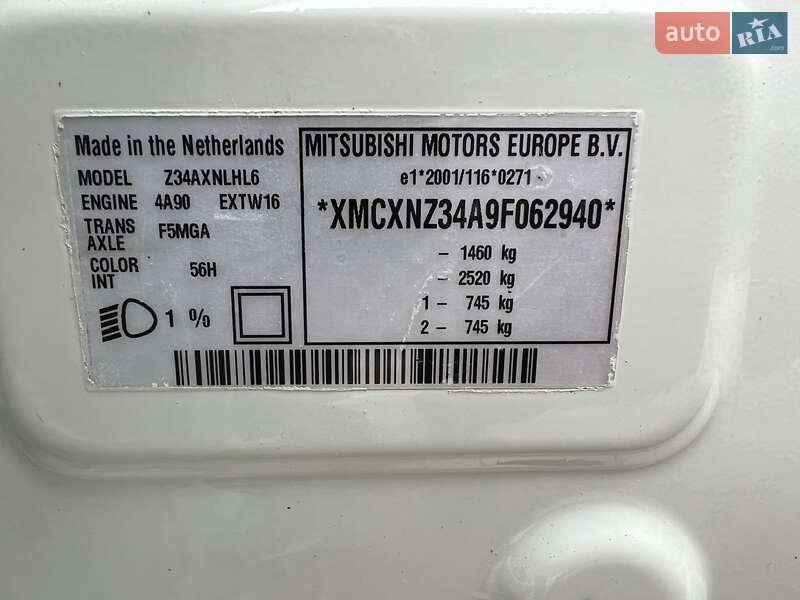 auto RIA.com
Made in the Netherlands
MODEL Z34AXNLHL6
ENGINE 4A90 EXTW16
TRANS AXLE F5MGA
COLOR INT 56H
1 %
MITSUBISHI MOTORS EUROPE B.V.
e1*2001/116*0271-
*XMCXNZ34A9F062940*
– 1460 kg
– 2520 kg
1 – 745 kg
2 – 745 kg